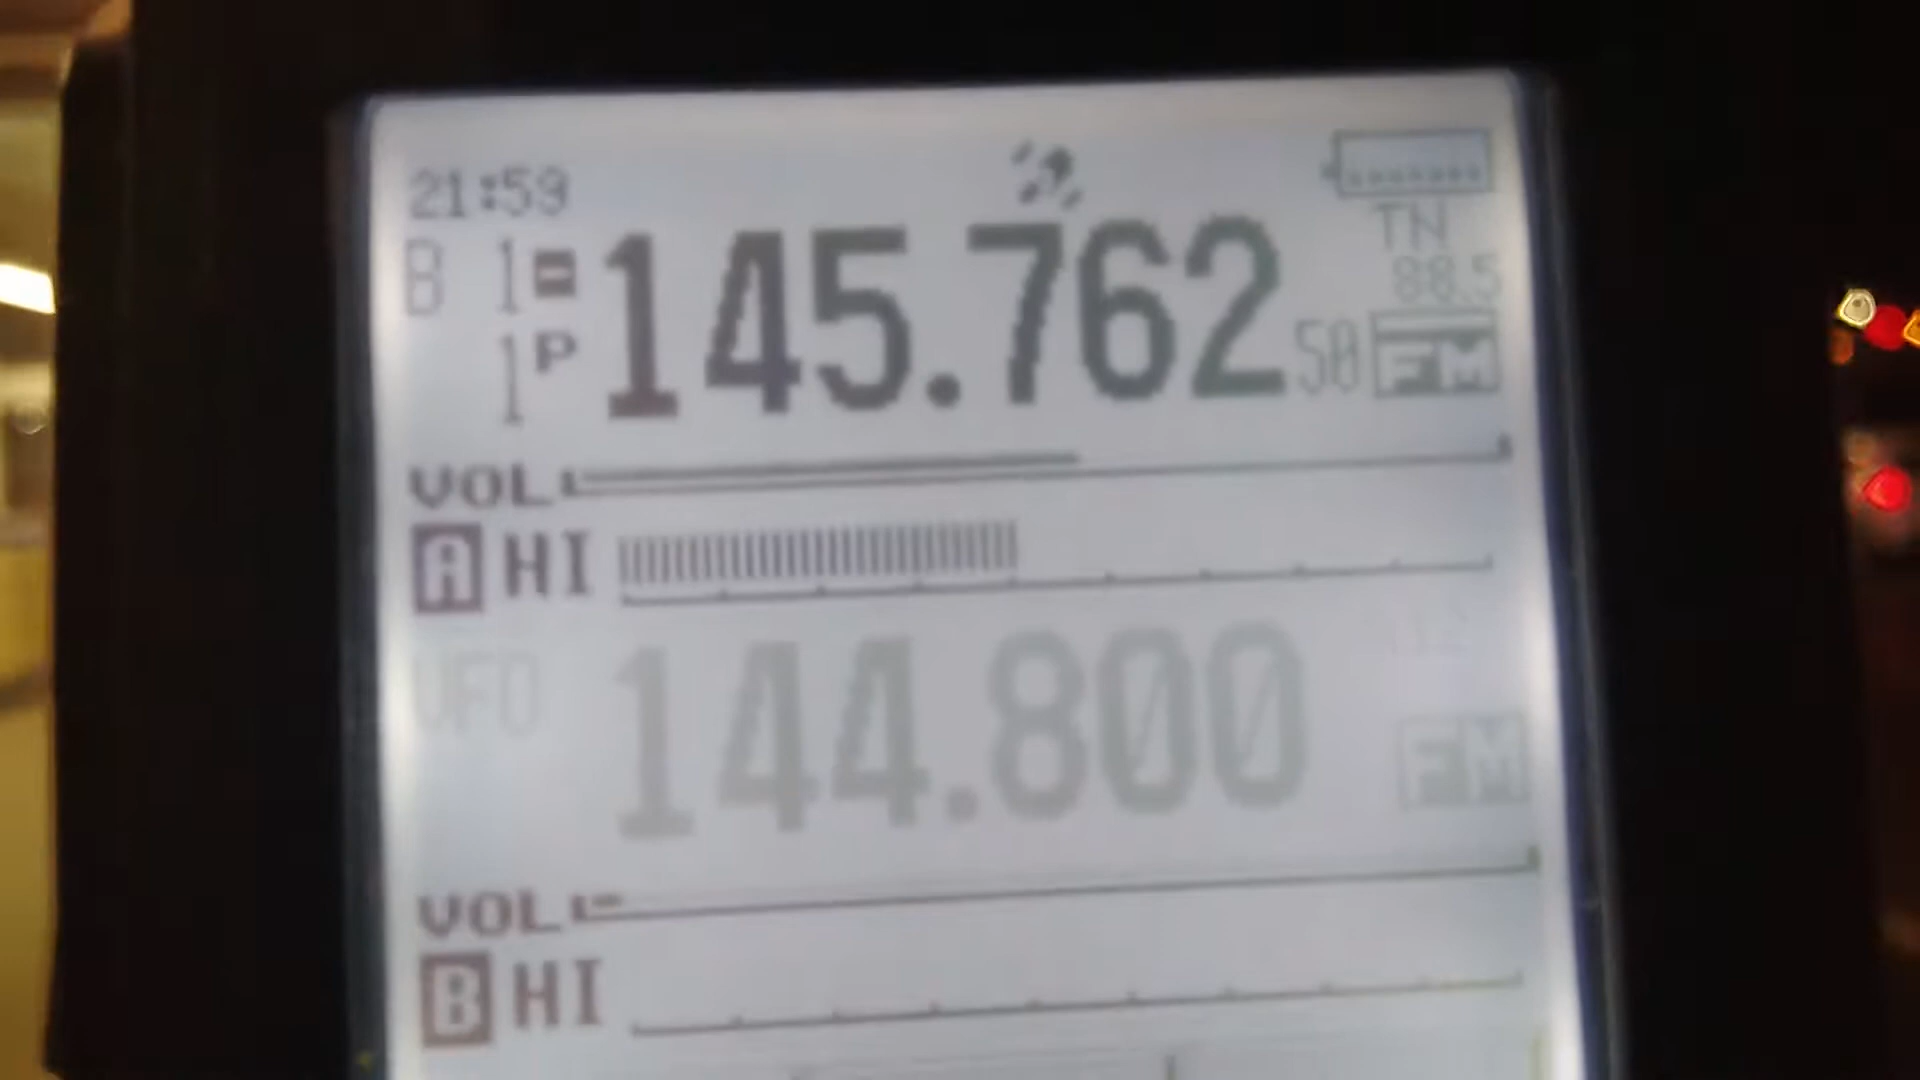 21:59
TN
88.5
B 1 145.762 50 FM
1 P
VOL
A HI
VFO 144.800 FM
VOL
B HI